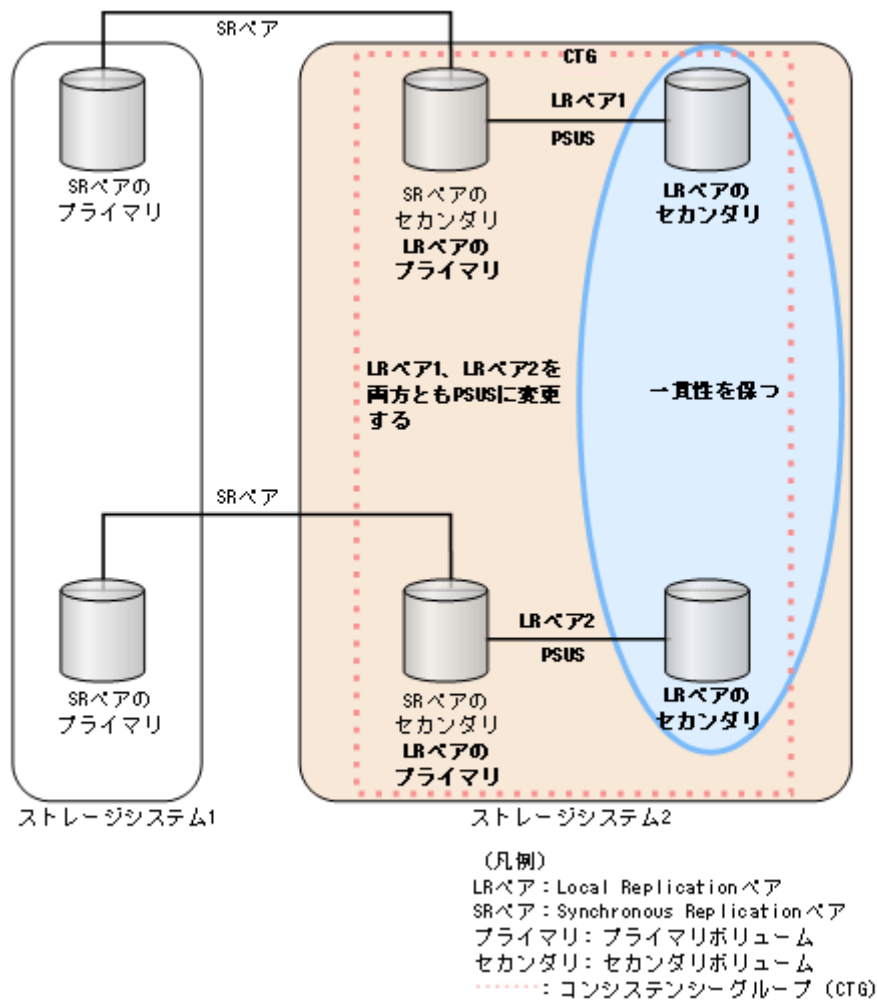 SRペア
CTG
LRペア1
PSUS
SRペアの
プライマリ
SRペアの
セカンダリ
LRペアの
プライマリ
LRペアの
セカンダリ
LRペア1、LRペア2を
両方ともPSUSに変更
する
一貫性を保つ
SRペア
LRペア2
PSUS
SRペアの
プライマリ
SRペアの
セカンダリ
LRペアの
プライマリ
LRペアの
セカンダリ
ストレージシステム1
ストレージシステム2
（凡例）
LRペア：Local Replicationペア
SRペア：Synchronous Replicationペア
プライマリ：プライマリボリューム
セカンダリ：セカンダリボリューム
：コンシステンシーグループ（CTG）